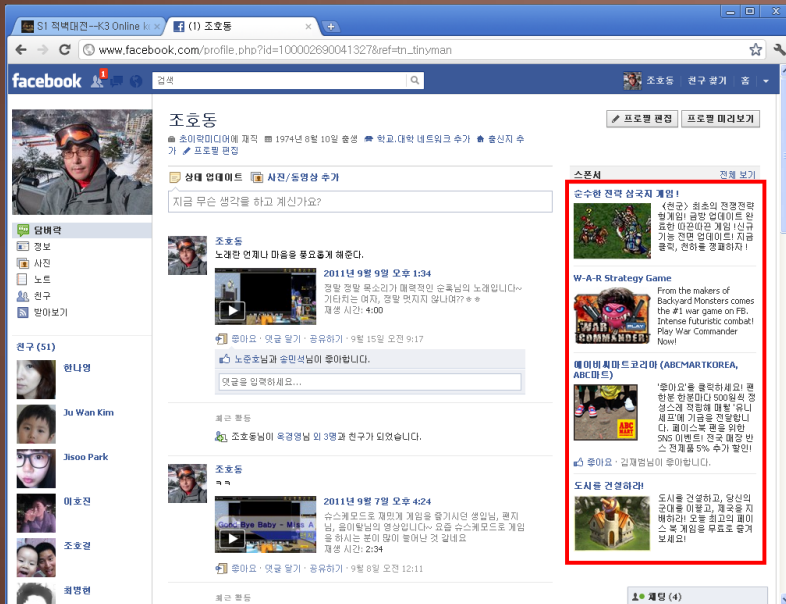 S1 적벽대전--K3 Online k
(1) 조호동
www.facebook.com/profile.php?id=100002690041327&ref=tn_tinyman
facebook
1
검색
조호동 친구 찾기 홈
조호동
프로필 편집
프로필 미리보기
초이락미디어에 재직 1974년 8월 10일 출생 학교.대학 네트워크 추가 출신지 추
가 프로필 편집
상태 업데이트 사진/동영상 추가
지금 무슨 생각을 하고 계신가요?
담벼락
정보
사진
노트
친구
받아보기
친구 (51)
한나영
Ju Wan Kim
Jisoo Park
이호진
조호걸
최병현
조호동
노래란 언제나 마음을 풍요롭게 해준다.
2011년 9월 9일 오후 1:34
정말 정말 목소리가 매력적인 순욱님의 노래입니다~
기타치는 여자, 정말 멋지지 않나여?? ㅎㅎ
재생 시간: 4:00
좋아요 · 댓글 달기 · 공유하기 · 9월 15일 오전 9:17
노준호님과 송민석님이 좋아합니다.
댓글을 입력하세요...
최근 활동
조호동님이 옥경영님 외 3명과 친구가 되었습니다.
조호동
ㅋㅋ
2011년 9월 7일 오후 4:24
Good Bye Baby - Miss A
슈스케모드로 재밌게 게임을 즐기시던 생입님, 팬지
님, 음이탈님의 영상입니다~ 요즘 슈스케모드로 게임
을 하시는 분이 많이 늘어난 것 같네요
재생 시간: 2:34
좋아요 · 댓글 달기 · 공유하기 · 9월 8일 오전 12:11
최근 활동
스폰서
전체 보기
순수한 전략 삼국지 게임!
〈천군〉 최초의 전쟁전략
형게임! 금방 업데이트 완
료한 따끈따끈 게임!신규
기능 전면 업데이트! 지금
클릭, 천하를 쟁패하자 !
W-A-R Strategy Game
WAR COMMANDER
PLAY
From the makers of
Backyard Monsters comes
the #1 war game on FB.
Intense futuristic combat!
Play War Commander
Now!
에이비씨마트코리아 (ABCMARTKOREA,
ABC마트)
ABC MART
'좋아요'를 클릭하세요! 팬
한분 한분마다 500원씩 정
성스레 적립해 매월 '유니
세프'에 기금을 전달합니
다. 페이스북 팬을 위한
SNS 이벤트! 전국 매장 반
스 전제품 5% 추가 할인!
좋아요 · 김재범님이 좋아합니다.
도시를 건설하라!
도시를 건설하고, 당신의
군대를 이끌고, 제국을 지
배하라! 오늘 최고의 페이
스 북 게임을 무료로 즐겨
보세요!
채팅 (4)